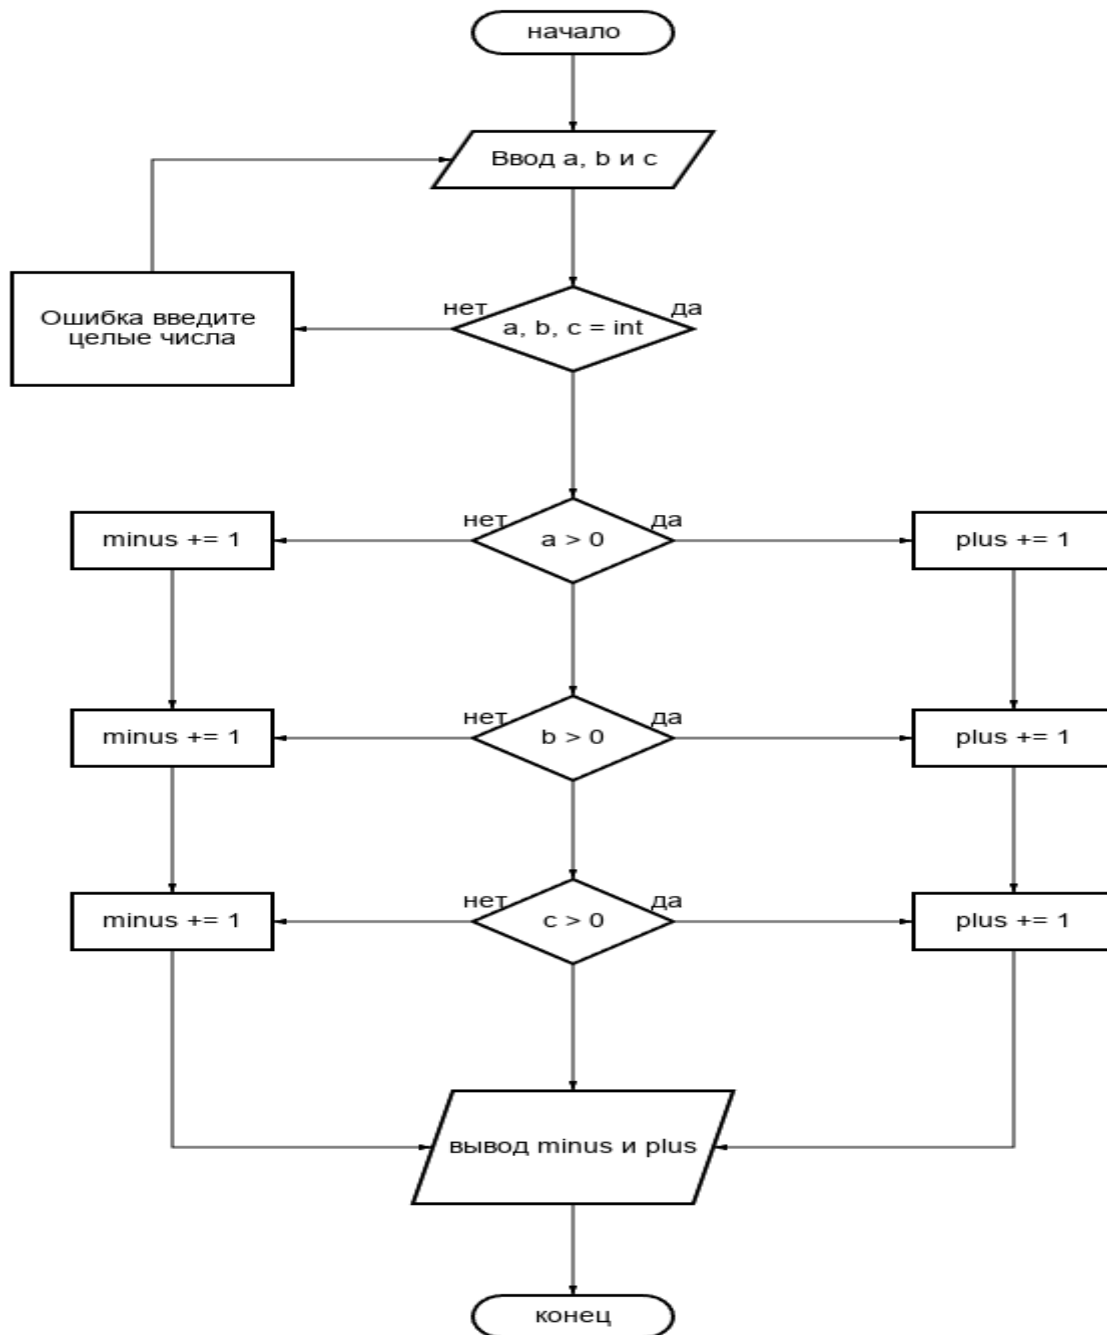 начало
Ввод a, b и c
нет
да
a, b, c = int
Ошибка введите
целые числа
нет
да
minus += 1
a > 0
plus += 1
нет
да
minus += 1
b > 0
plus += 1
нет
да
minus += 1
c > 0
plus += 1
вывод minus и plus
конец